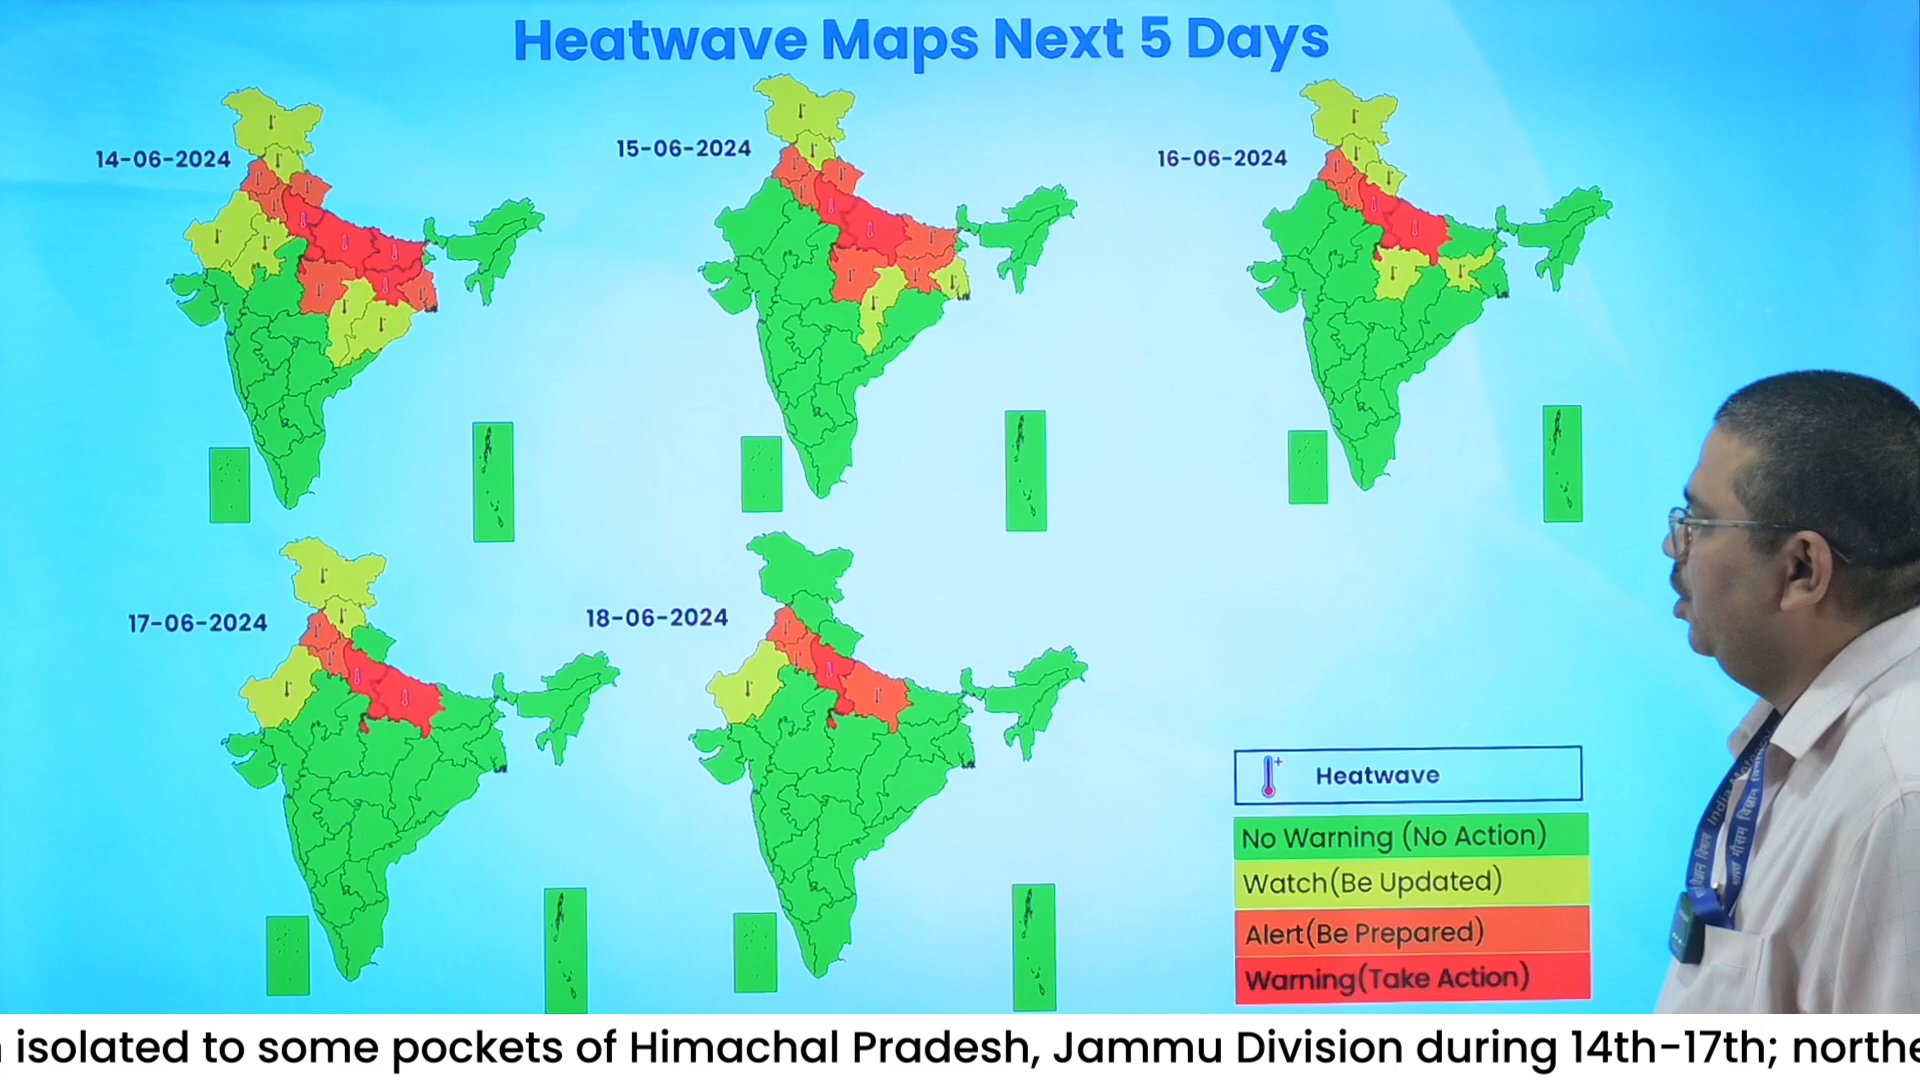 Heatwave Maps Next 5 Days
14-06-2024
15-06-2024
16-06-2024
17-06-2024
18-06-2024
Heatwave
No Warning (No Action)
Watch(Be Updated)
Alert(Be Prepared)
Warning(Take Action)
isolated to some pockets of Himachal Pradesh, Jammu Division during 14th-17th; northe